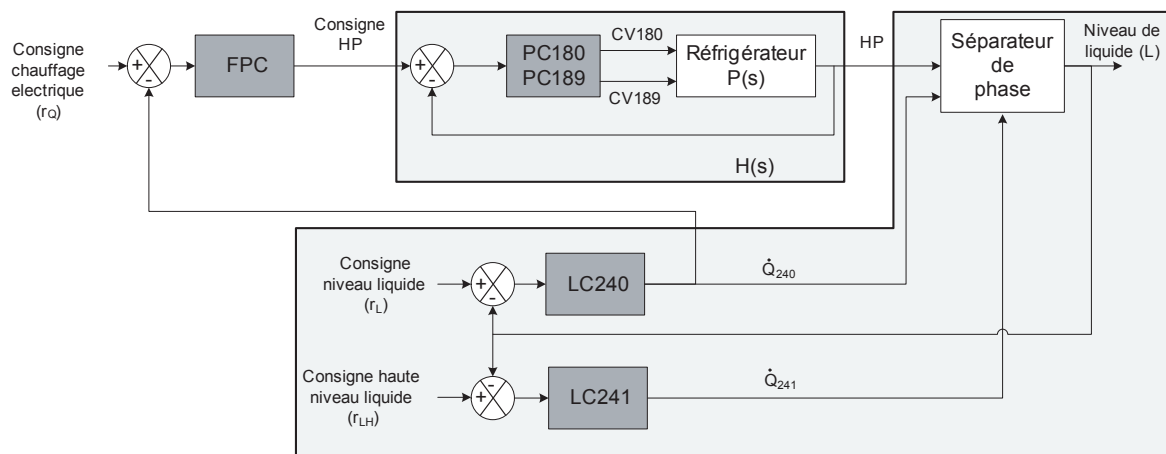 Consigne
chauffage
electrique
(rQ)
+
-
FPC
Consigne
HP
+
-
PC180
PC189
CV180
CV189
Réfrigérateur
P(s)
H(s)
HP
Séparateur
de
phase
Niveau de
liquide (L)
Consigne
niveau liquide
(rL)
+
-
LC240
Q̇240
Consigne haute
niveau liquide
(rLH)
-
+
LC241
Q̇241